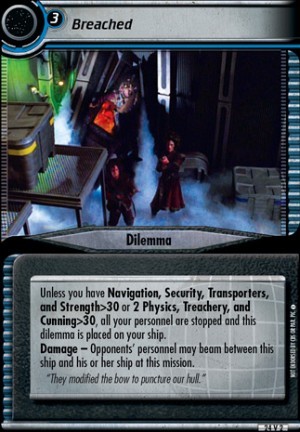 3
Breached
Dilemma
Unless you have Navigation, Security, Transporters,
and Strength>30 or 2 Physics, Treachery, and
Cunning>30, all your personnel are stopped and this
dilemma is placed on your ship.
Damage – Opponents' personnel may beam between this
ship and his or her ship at this mission.
"They modified the bow to puncture our hull."
24 V 2